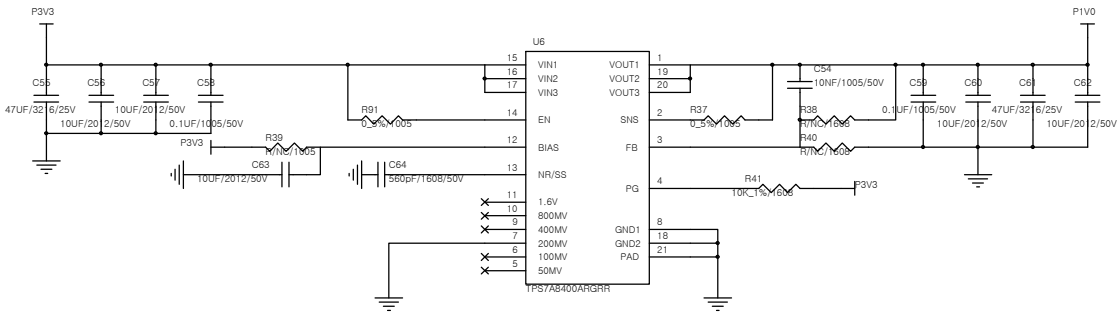 P3V3
P1V0
U6
15 VIN1
16 VIN2
17 VIN3
14 EN
12 BIAS
13 NR/SS
11 1.6V
10 800MV
9 400MV
7 200MV
6 100MV
5 50MV
VOUT1 1
VOUT2 19
VOUT3 20
SNS 2
FB 3
PG 4
GND1 8
GND2 18
PAD 21
TPS7A8400ARGRR
C55
47UF/3216/25V
C56
10UF/2012/50V
C57
10UF/2012/50V
C58
0.1UF/1005/50V
R91
0_5%/1005
P3V3
R39
R/NC/1005
C63
10UF/2012/50V
C64
560pF/1608/50V
R37
0_5%/1005
C54
10NF/1005/50V
R38
R/NC/1608
R40
R/NC/1608
R41
10K_1%/1608
P3V3
C59
0.1UF/1005/50V
C60
10UF/2012/50V
C61
47UF/3216/25V
C62
10UF/2012/50V